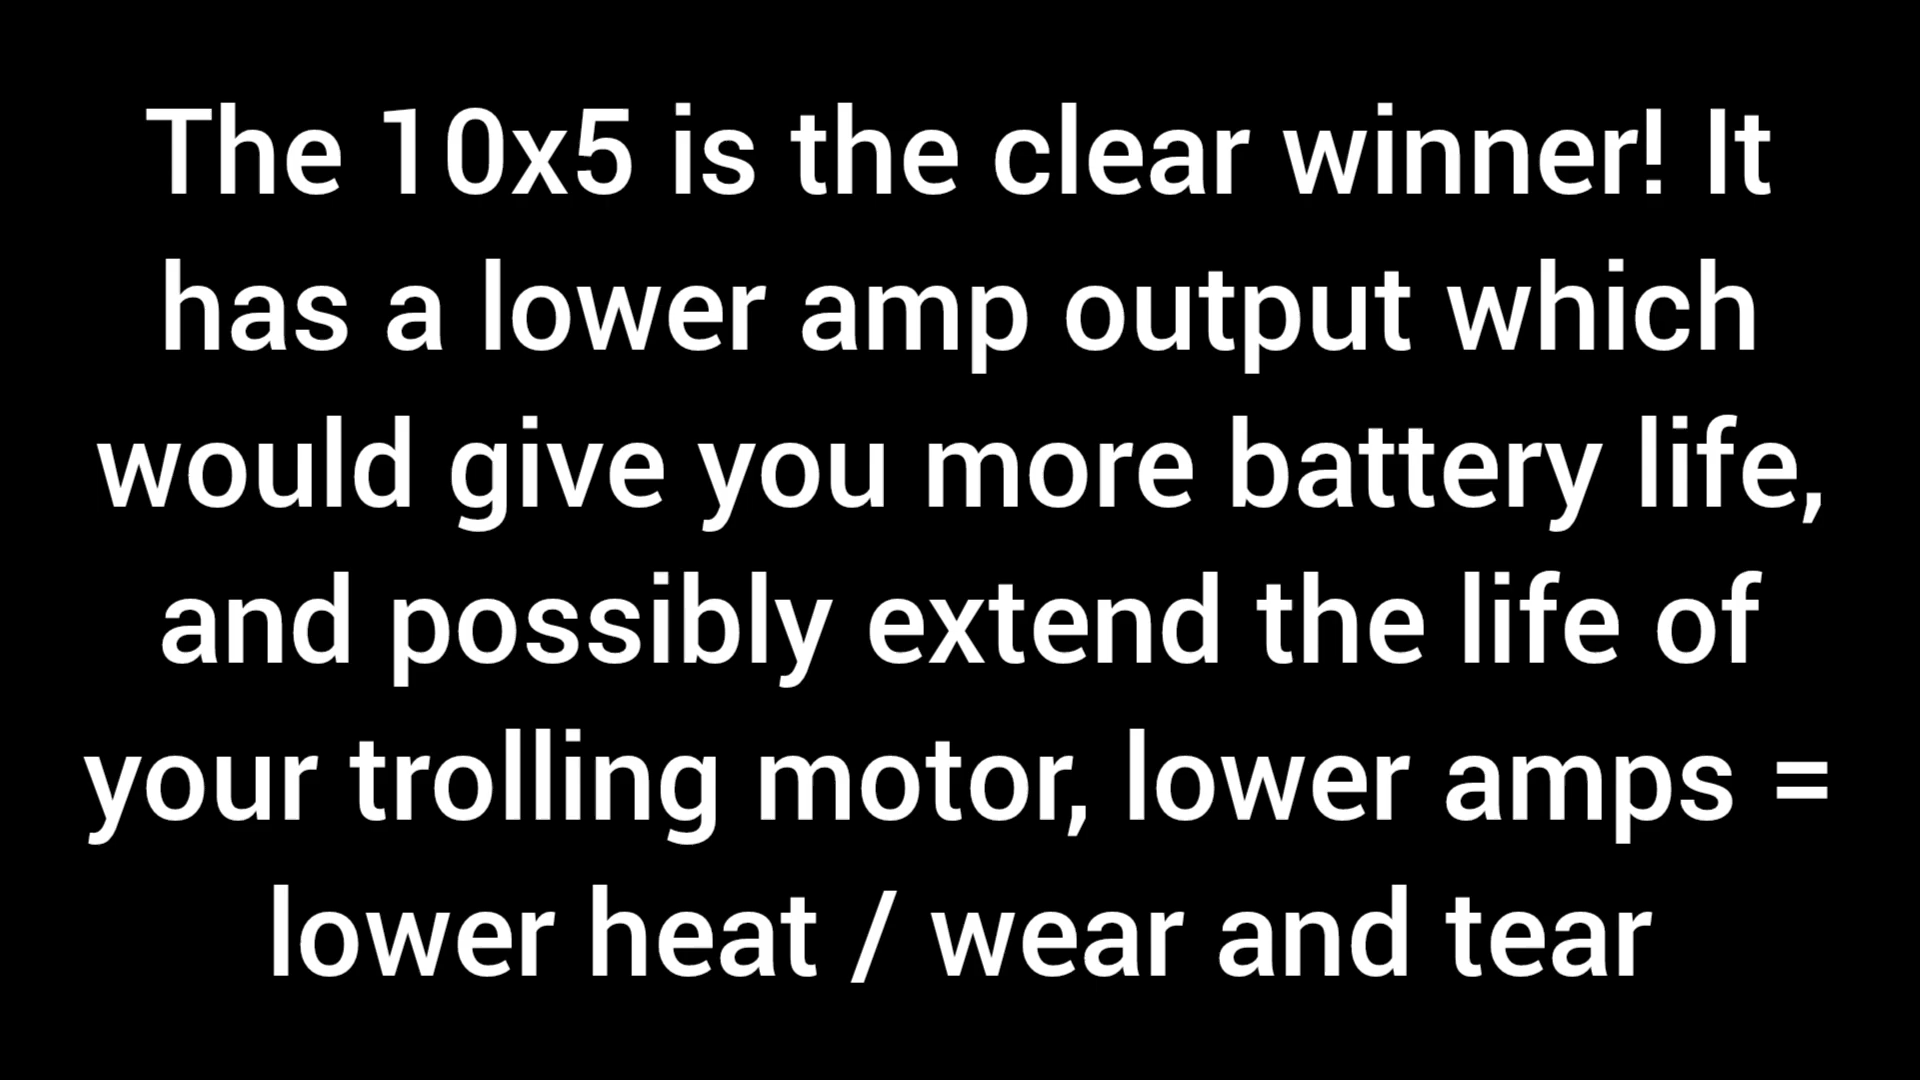 The 10x5 is the clear winner! It
has a lower amp output which
would give you more battery life,
and possibly extend the life of
your trolling motor, lower amps =
lower heat / wear and tear